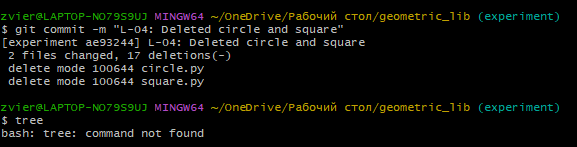 zvier@LAPTOP-NO79S9UJ MINGW64 ~/OneDrive/Рабочий стол/geometric_lib (experiment)
$ git commit -m "L-04: Deleted circle and square"
[experiment ae93244] L-04: Deleted circle and square
 2 files changed, 17 deletions(-)
 delete mode 100644 circle.py
 delete mode 100644 square.py
zvier@LAPTOP-NO79S9UJ MINGW64 ~/OneDrive/Рабочий стол/geometric_lib (experiment)
$ tree
bash: tree: command not found